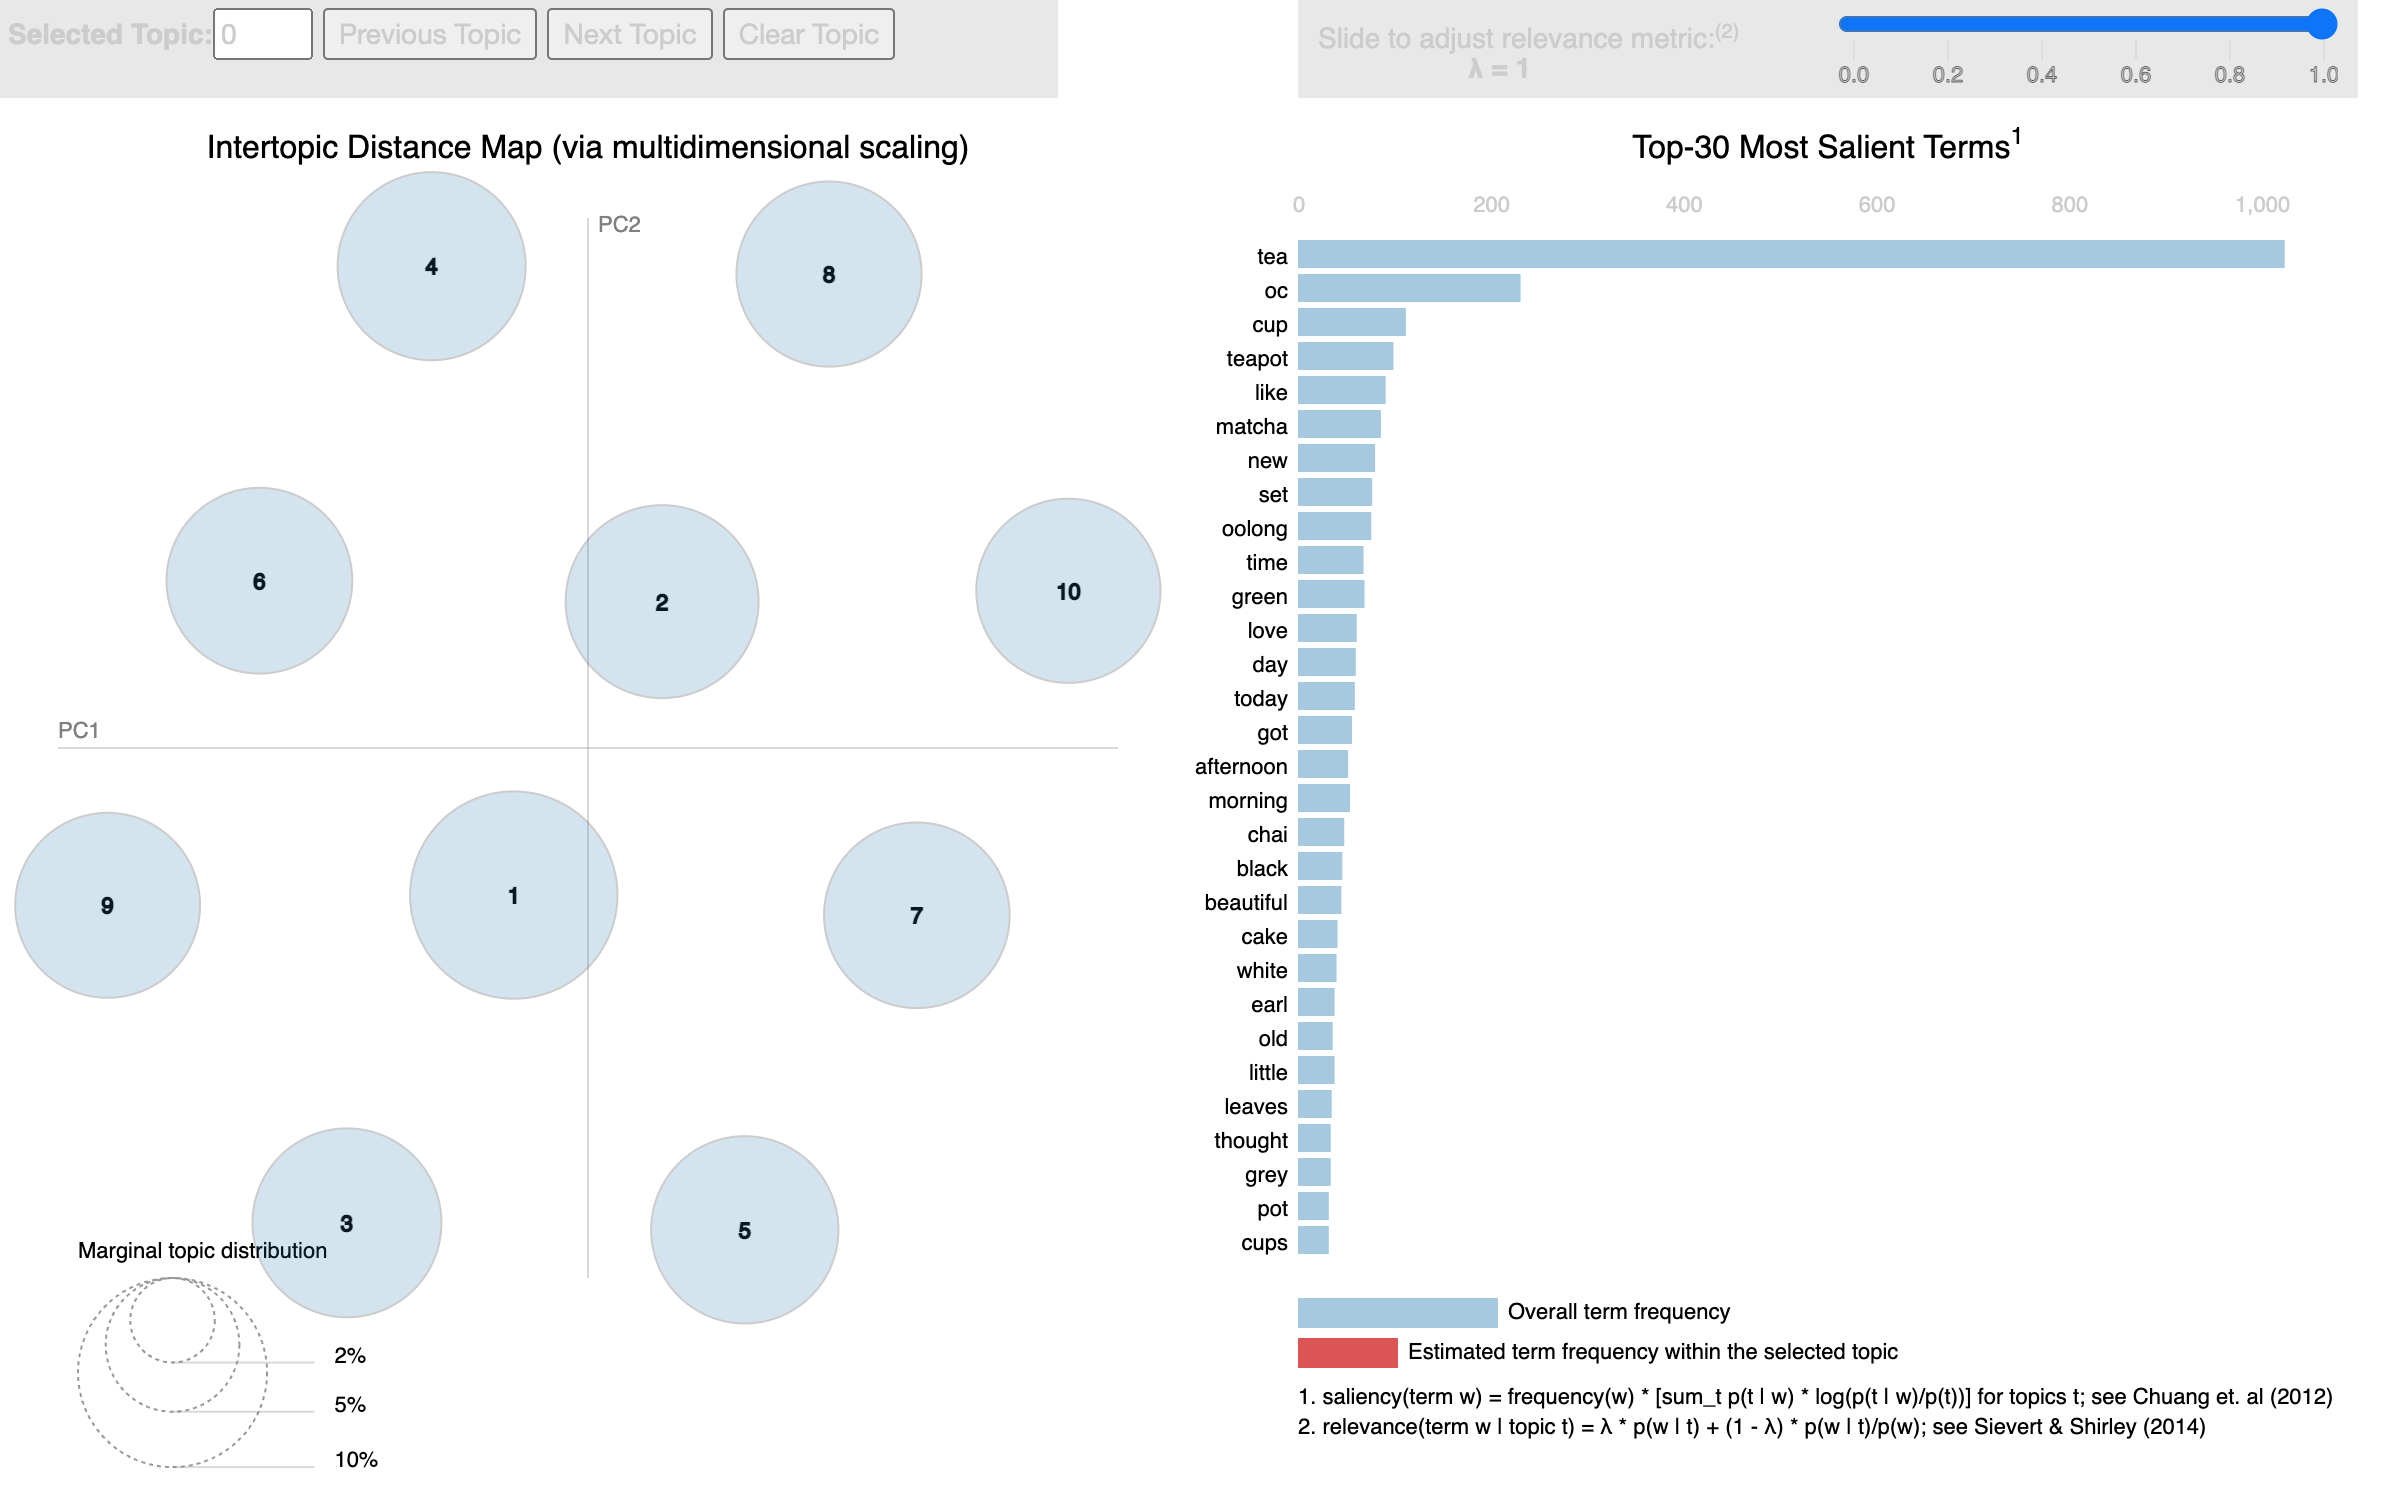 Selected Topic: 0 Previous Topic Next Topic Clear Topic
Slide to adjust relevance metric:(2)
λ = 1
0.0 0.2 0.4 0.6 0.8 1.0
Intertopic Distance Map (via multidimensional scaling)
PC2
4
8
6
2
10
PC1
9
1
7
3
5
Marginal topic distribution
2%
5%
10%
Top-30 Most Salient Terms1
0 200 400 600 800 1,000
tea
oc
cup
teapot
like
matcha
new
set
oolong
time
green
love
day
today
got
afternoon
morning
chai
black
beautiful
cake
white
earl
old
little
leaves
thought
grey
pot
cups
Overall term frequency
Estimated term frequency within the selected topic
1. saliency(term w) = frequency(w) * [sum_t p(t | w) * log(p(t | w)/p(t))] for topics t; see Chuang et. al (2012)
2. relevance(term w | topic t) = λ * p(w | t) + (1 - λ) * p(w | t)/p(w); see Sievert & Shirley (2014)